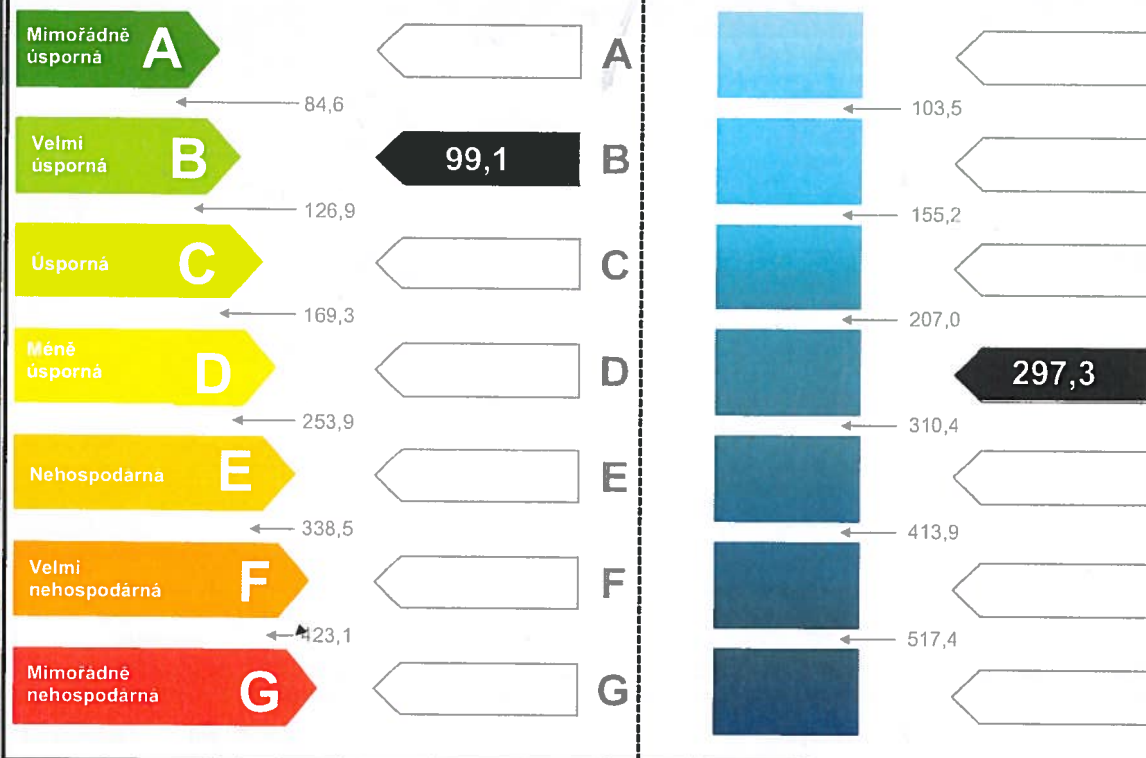 Mimořádně
úsporná
A
A
84,6
103,5
Velmi
úsporná
B
99,1
B
126,9
155,2
Úsporná
C
C
169,3
207,0
Méně
úsporná
D
D
297,3
253,9
310,4
Nehospodárná
E
E
338,5
413,9
Velmi
nehospodárná
F
F
423,1
517,4
Mimořádně
nehospodárná
G
G